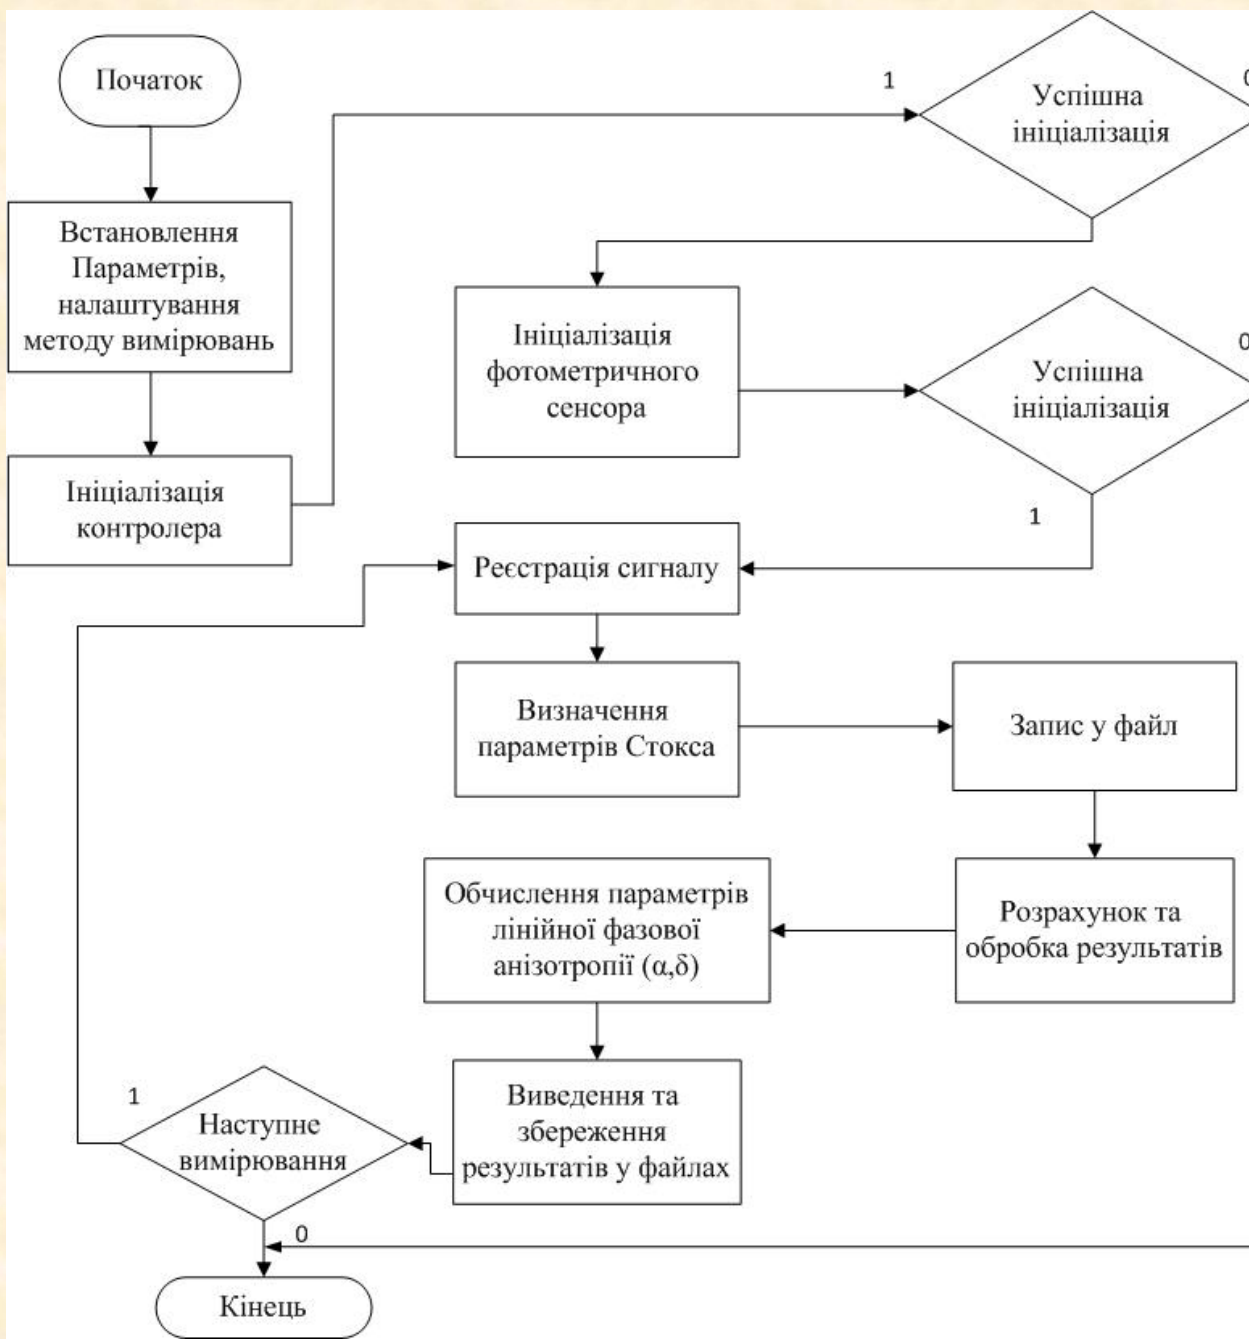 Початок
Встановлення
Параметрів,
налаштування
методу вимірювань
Ініціалізація
контролера
1
Успішна
ініціалізація
0
Ініціалізація
фотометричного
сенсора
Успішна
ініціалізація
0
1
Реєстрація сигналу
Визначення
параметрів Стокса
Запис у файл
Розрахунок та
обробка результатів
Обчислення параметрів
лінійної фазової
анізотропії (α,δ)
Виведення та
збереження
результатів у файлах
1
Наступне
вимірювання
0
Кінець